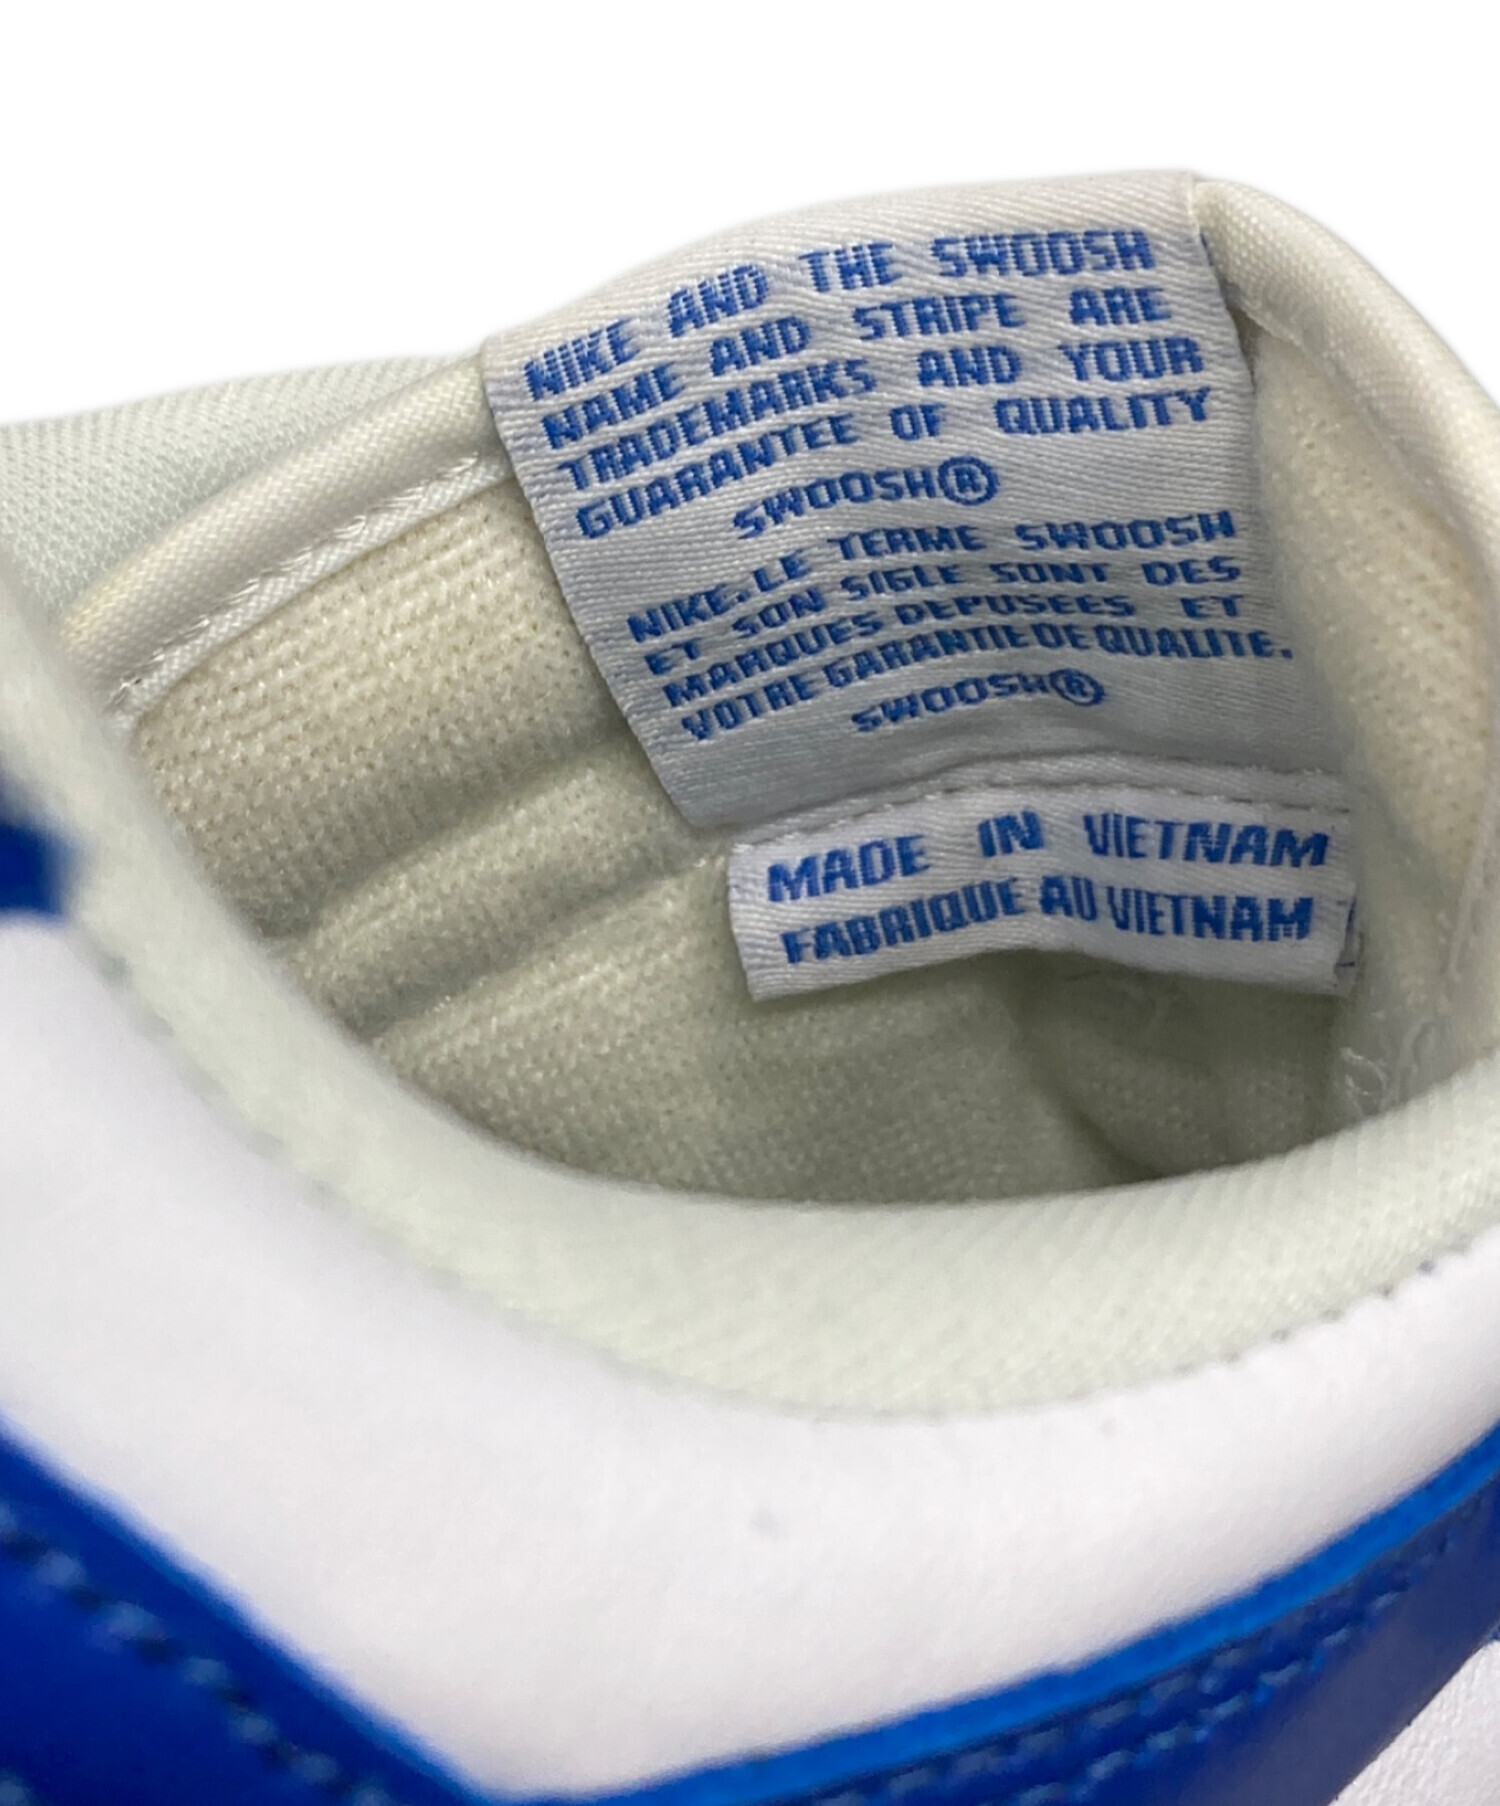 NIKE AND THE SWOOSH
NAME AND STRIPE ARE
TRADEMARKS AND YOUR
GUARANTEE OF QUALITY
SWOOSH®
NIKE.LE TERME SWOOSH
ET SON SIGLE SONT DES
MARQUES DEPUSEES ET
VOTRE GARANTIE DE QUALITE.
SWOOSH®
MADE IN VIETNAM
FABRIQUE AU VIETNAM